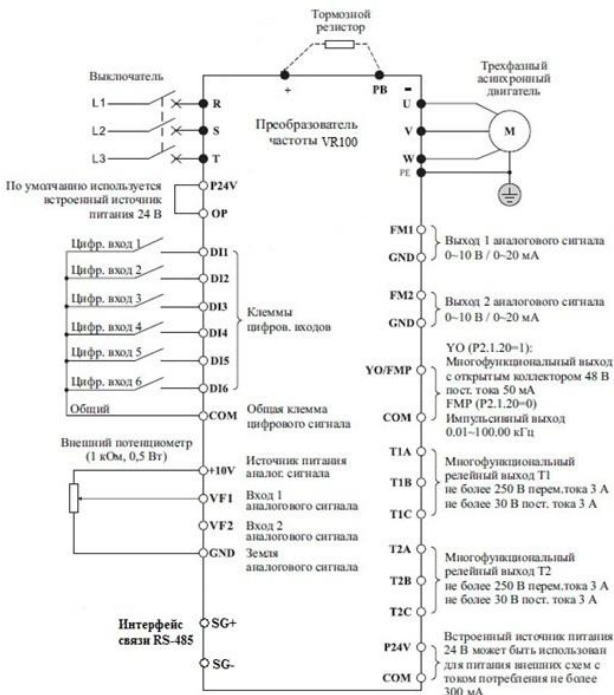 Тормозной
резистор
Выключатель
Трехфазный
асинхронный
двигатель
+
PB
-
L1
R
U
L2
S
Преобразователь
частоты VR100
V
M
L3
T
W
PE
По умолчанию используется
встроенный источник
питания 24 В
P24V
OP
Цифр. вход 1
DI1
Цифр. вход 2
DI2
Цифр. вход 3
DI3
Цифр. вход 4
DI4
Цифр. вход 5
DI5
Цифр. вход 6
DI6
Клеммы
цифров. входов
Общий
COM
Общая клемма
цифрового сигнала
Внешний потенциометр
(1 кОм, 0,5 Вт)
+10V
Источник питания
аналог. сигнала
VF1
Вход 1
аналогового сигнала
VF2
Вход 2
аналогового сигнала
GND
Земля
аналогового сигнала
Интерфейс
связи RS-485
SG+
SG-
FM1
GND
Выход 1 аналогового сигнала
0~10 В / 0~20 мА
FM2
GND
Выход 2 аналогового сигнала
0~10 В / 0~20 мА
YO/FMP
COM
YO (P2.1.20=1):
Многофункциональный выход
с открытым коллектором 48 В
пост. тока 50 мА
FMP (P2.1.20=0)
Импульсивный выход
0.01~100.00 кГц
T1A
T1B
T1C
Многофункциональный
релейный выход T1
не более 250 В перем.тока 3 А
не более 30 В пост. тока 3 А
T2A
T2B
T2C
Многофункциональный
релейный выход T2
не более 250 В перем.тока 3 А
не более 30 В пост. тока 3 А
P24V
COM
Встроенный источник питания
24 В может быть использован
для питания внешних схем с
током потребления не более
300 мА